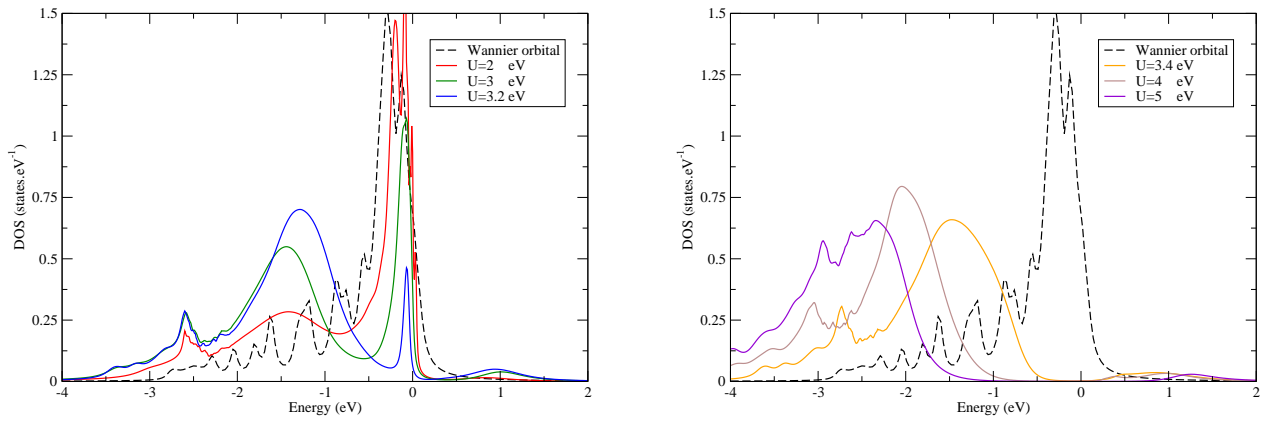 1.5
1.25
1
0.75
0.5
0.25
0
DOS (states.eV⁻¹)
-4 -3 -2 -1 0 1 2
Energy (eV)
Wannier orbital
U=2 eV
U=3 eV
U=3.2 eV
1.5
1.25
1
0.75
0.5
0.25
0
DOS (states.eV⁻¹)
-4 -3 -2 -1 0 1 2
Energy (eV)
Wannier orbital
U=3.4 eV
U=4 eV
U=5 eV